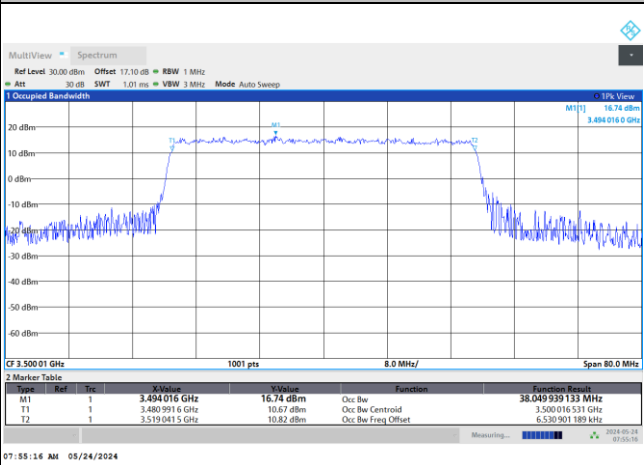 MultiView Spectrum
Ref Level 30.00 dBm Offset 17.10 dB RBW 1 MHz
Att 30 dB SWT 1.01 ms VBW 3 MHz Mode Auto Sweep
1 Occupied Bandwidth 1Pk View
M1[1] 16.74 dBm
3.494 016 0 GHz
M1
20 dBm
T1 T2
10 dBm
0 dBm
-10 dBm
-20 dBm
-30 dBm
-40 dBm
-50 dBm
-60 dBm
CF 3.500 01 GHz 1001 pts 8.0 MHz/ Span 80.0 MHz
2 Marker Table
Type Ref Trc X-Value Y-Value Function Function Result
M1 1 3.494 016 GHz 16.74 dBm Occ Bw 38.049 939 133 MHz
T1 1 3.480 991 6 GHz 10.67 dBm Occ Bw Centroid 3.500 016 531 GHz
T2 1 3.519 041 5 GHz 10.82 dBm Occ Bw Freq Offset 6.530 901 189 kHz
Measuring... 2024-05-24
07:55:16
07:55:16 AM 05/24/2024